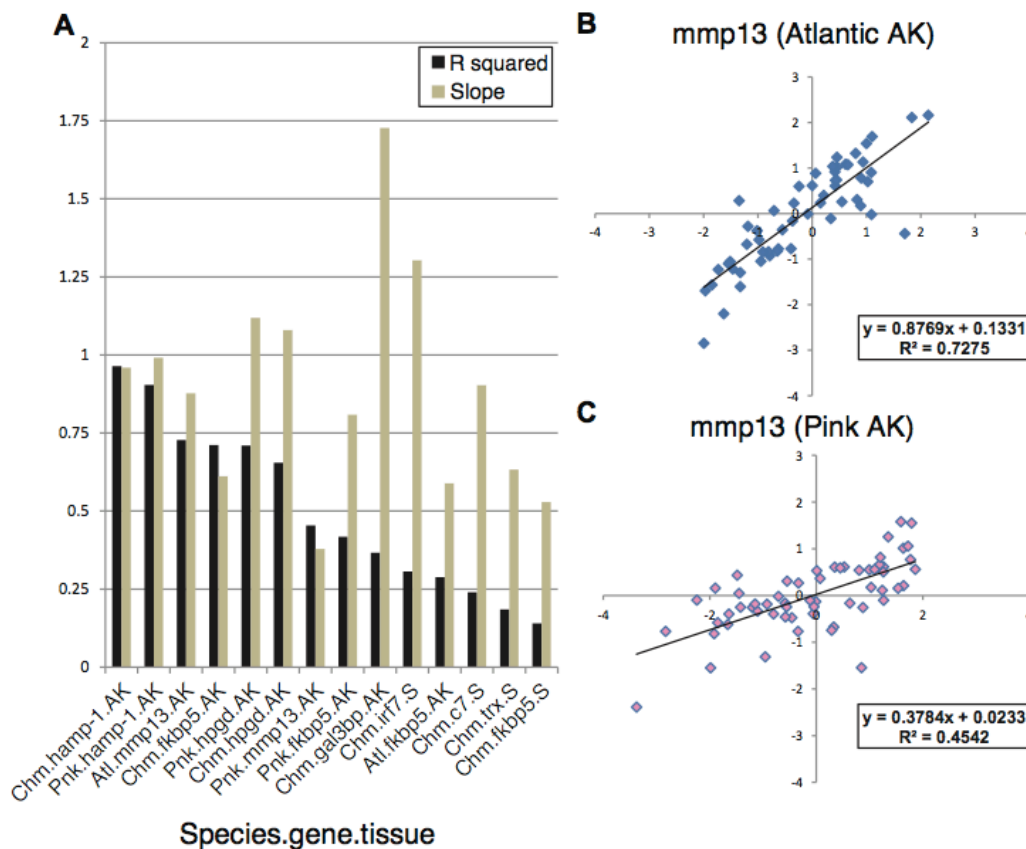 A
2
1.75
1.5
1.25
1
0.75
0.5
0.25
0
R squared
Slope
Chm.hamp-1.AK
Pnk.hamp-1.AK
Atl.mmp13.AK
Chm.fkbp5.AK
Pnk.hpgd.AK
Chm.hpgd.AK
Pnk.mmp13.AK
Pnk.fkbp5.AK
Chm.gal3bp.AK
Chm.irf7.S
Atl.fkbp5.AK
Chm.c7.S
Chm.trx.S
Chm.fkbp5.S
Species.gene.tissue
B
mmp13 (Atlantic AK)
3
2
1
0
-4 -3 -2 -1 0 1 2 3 4
-1
-2
-3
-4
y = 0.8769x + 0.1331
R² = 0.7275
C
mmp13 (Pink AK)
3
2
1
0
-4 -2 0 2 4
-1
-2
-3
-4
y = 0.3784x + 0.0233
R² = 0.4542